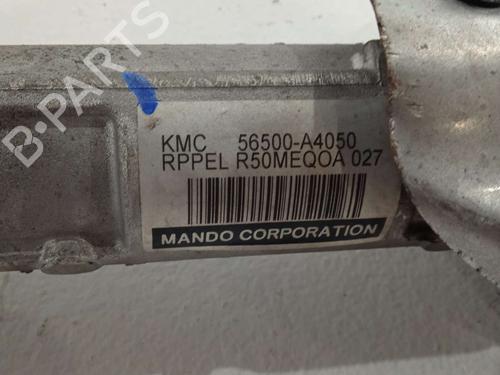 KMC 56500-A4050
RPPEL R50MEQOA 027
MANDO CORPORATION
B-PARTS